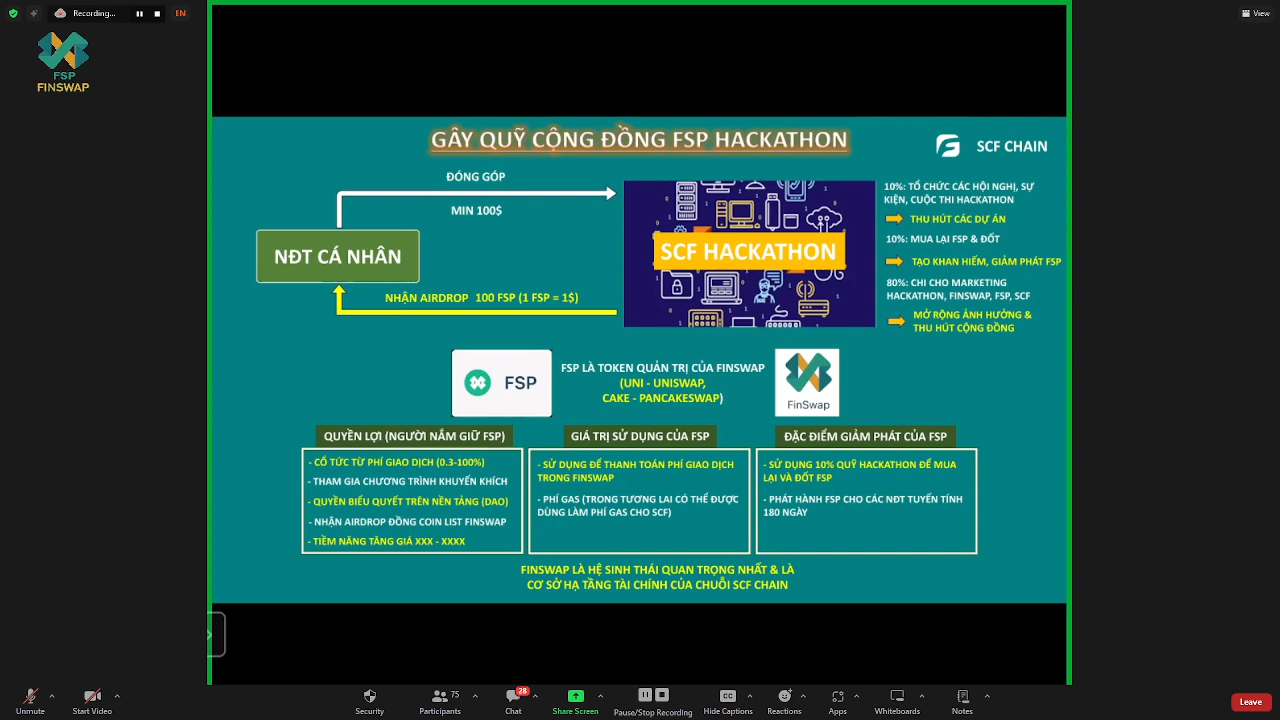 Recording...
EN
View
FSP
FINSWAP
GÂY QUỸ CỘNG ĐỒNG FSP HACKATHON
SCF CHAIN
ĐÓNG GÓP
MIN 100$
NĐT CÁ NHÂN
NHẬN AIRDROP 100 FSP (1 FSP = 1$)
SCF HACKATHON
10%: TỔ CHỨC CÁC HỘI NGHỊ, SỰ
KIỆN, CUỘC THI HACKATHON
THU HÚT CÁC DỰ ÁN
10%: MUA LẠI FSP & ĐỐT
TẠO KHAN HIẾM, GIẢM PHÁT FSP
80%: CHI CHO MARKETING
HACKATHON, FINSWAP, FSP, SCF
MỞ RỘNG ẢNH HƯỞNG &
THU HÚT CỘNG ĐỒNG
FSP
FSP LÀ TOKEN QUẢN TRỊ CỦA FINSWAP
(UNI - UNISWAP,
CAKE - PANCAKESWAP)
FinSwap
QUYỀN LỢI (NGƯỜI NẮM GIỮ FSP)
- CỔ TỨC TỪ PHÍ GIAO DỊCH (0.3-100%)
- THAM GIA CHƯƠNG TRÌNH KHUYẾN KHÍCH
- QUYỀN BIỂU QUYẾT TRÊN NỀN TẢNG (DAO)
- NHẬN AIRDROP ĐỒNG COIN LIST FINSWAP
- TIỀM NĂNG TĂNG GIÁ XXX - XXXX
GIÁ TRỊ SỬ DỤNG CỦA FSP
- SỬ DỤNG ĐỂ THANH TOÁN PHÍ GIAO DỊCH
TRONG FINSWAP
- PHÍ GAS (TRONG TƯƠNG LAI CÓ THỂ ĐƯỢC
DÙNG LÀM PHÍ GAS CHO SCF)
ĐẶC ĐIỂM GIẢM PHÁT CỦA FSP
- SỬ DỤNG 10% QUỸ HACKATHON ĐỂ MUA
LẠI VÀ ĐỐT FSP
- PHÁT HÀNH FSP CHO CÁC NĐT TUYẾN TÍNH
180 NGÀY
FINSWAP LÀ HỆ SINH THÁI QUAN TRỌNG NHẤT & LÀ
CƠ SỞ HẠ TẦNG TÀI CHÍNH CỦA CHUỖI SCF CHAIN
Unmute
Start Video
Security
75
Participants
28
Chat
Share Screen
Pause/Stop Recording
CC
Hide Captions
Reactions
Apps
Whiteboards
Notes
Leave